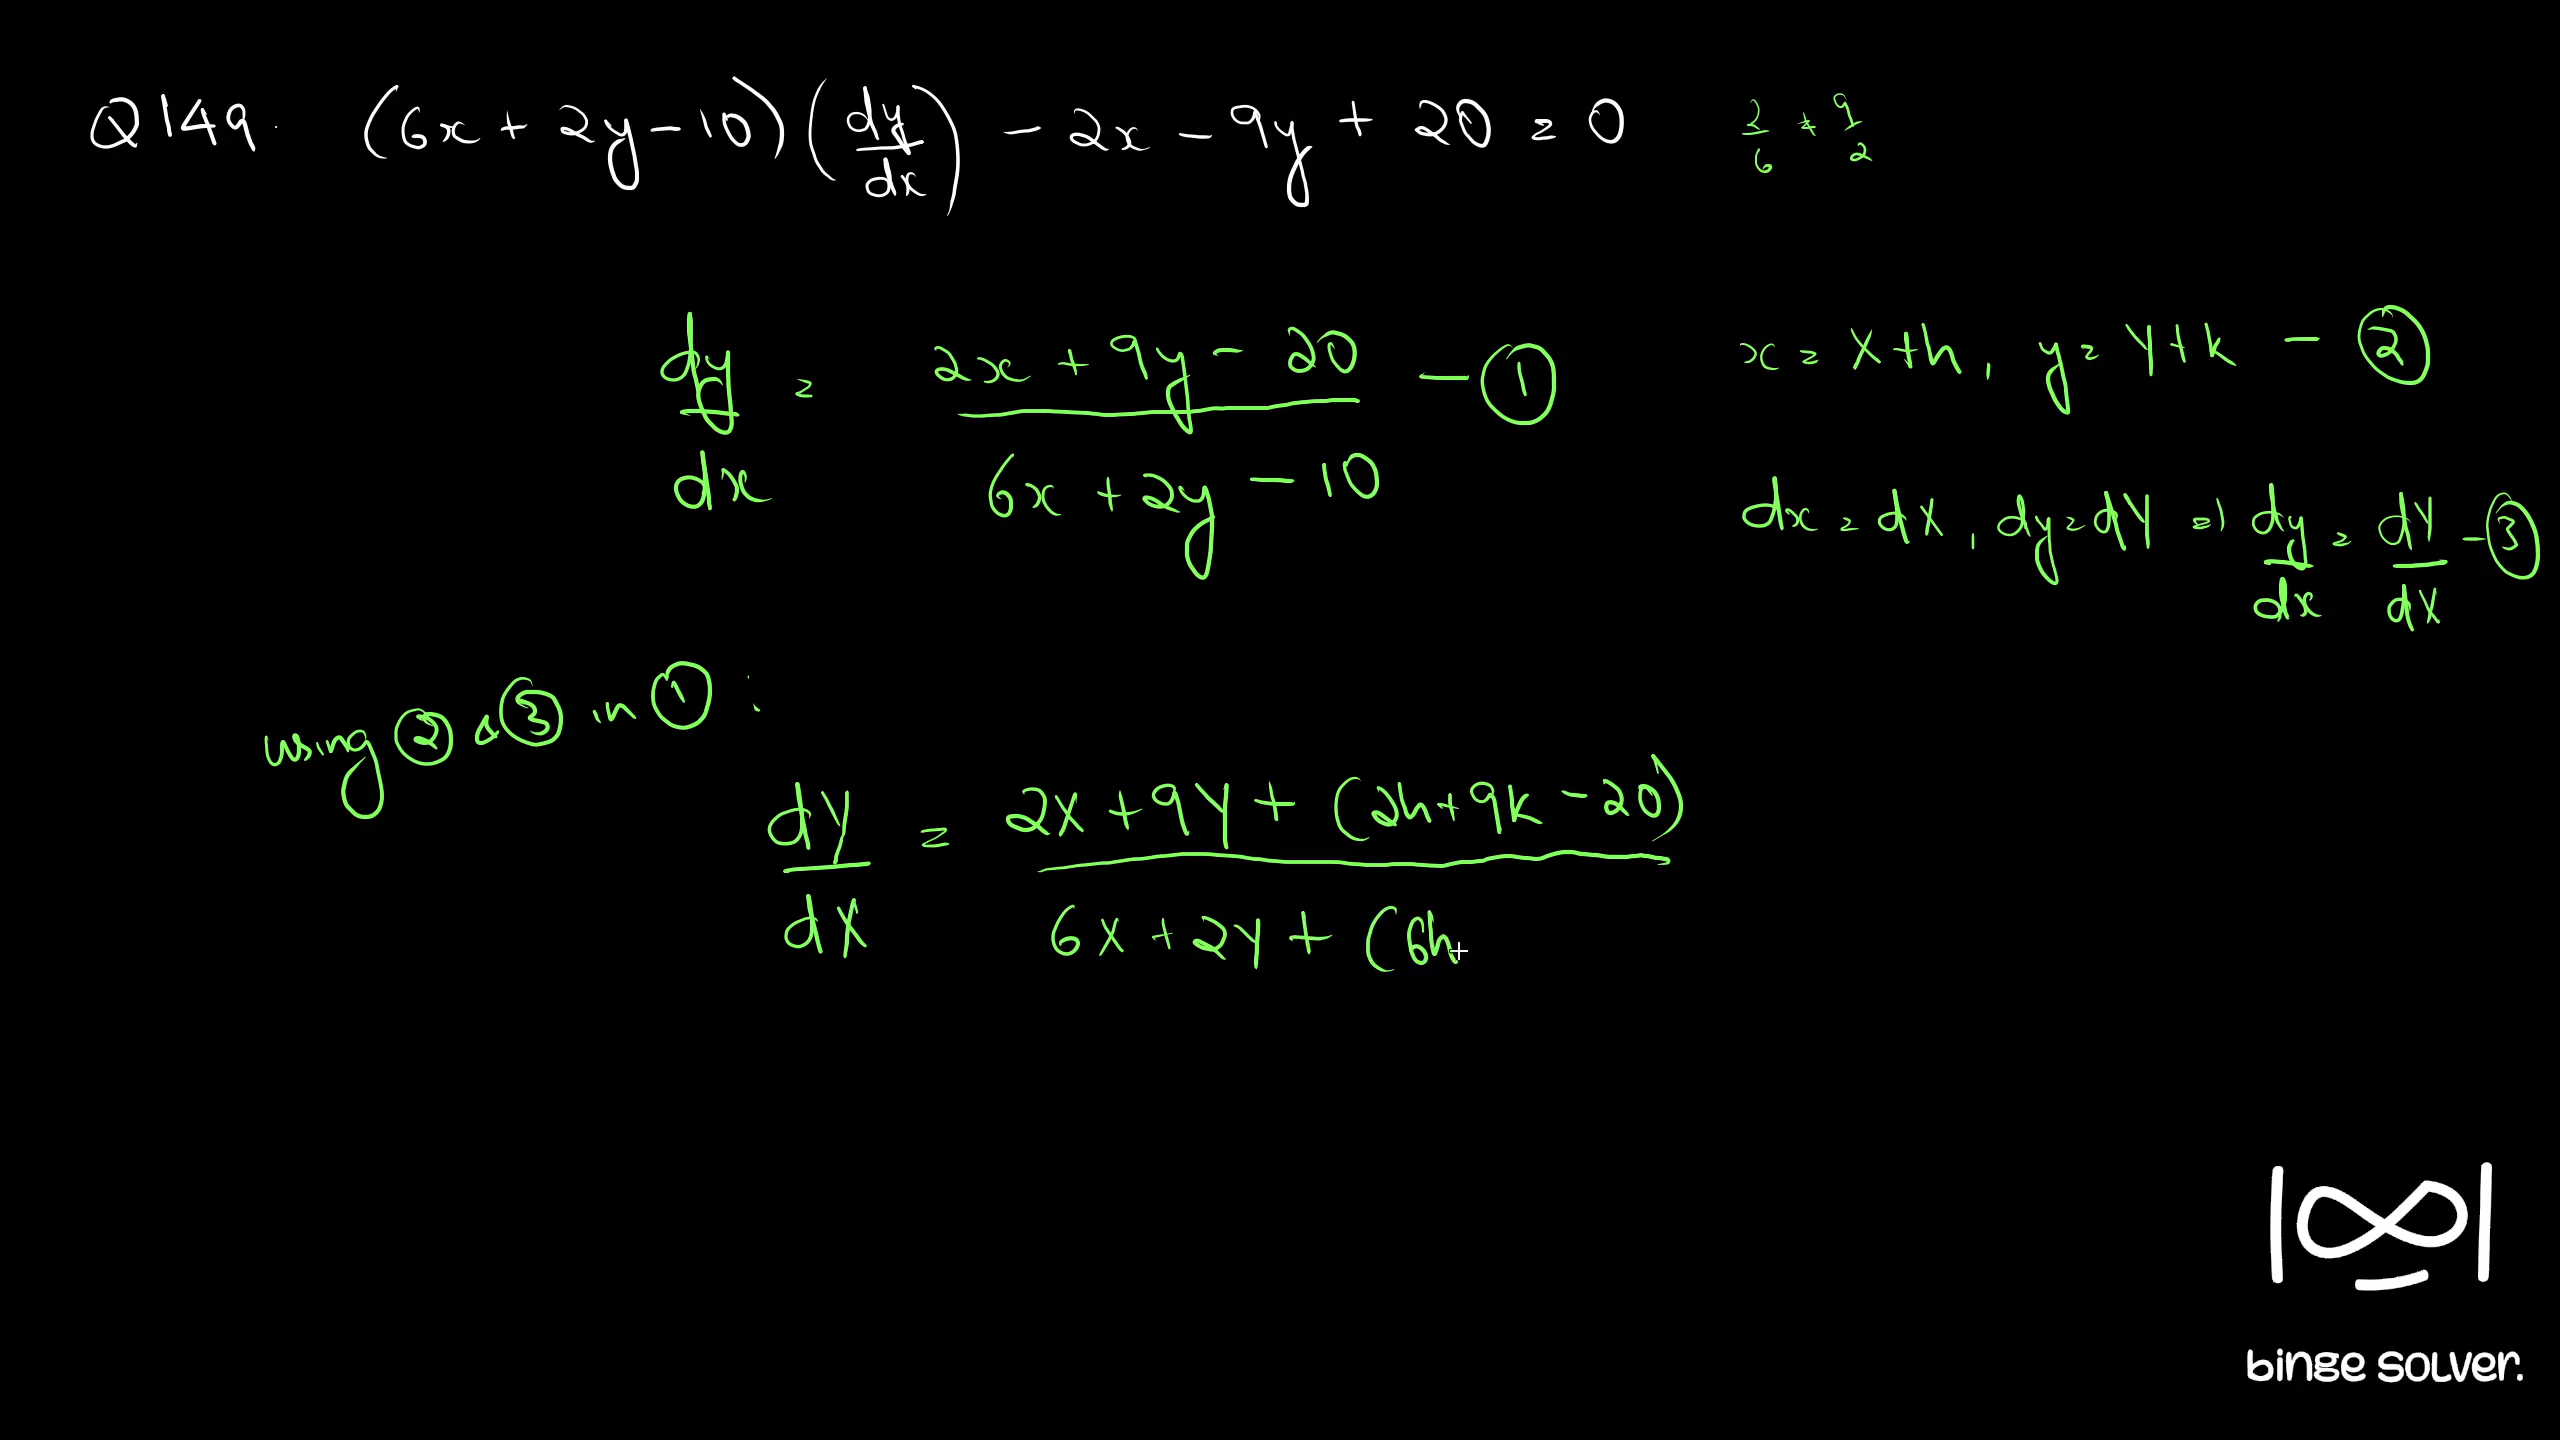 Q149. (6x + 2y - 10) (dy/dx) - 2x - 9y + 20 = 0
2/6 ≠ 9/2
dy/dx = (2x + 9y - 20)/(6x + 2y - 10) - ①
x = X + h, y = Y + k - ②
dx = dX, dy = dY ⇒ dy/dx = dY/dX - ③
using ② & ③ in ① :
dY/dX = (2X + 9Y + (2h + 9k - 20))/(6X + 2Y + (6h
binge solver.